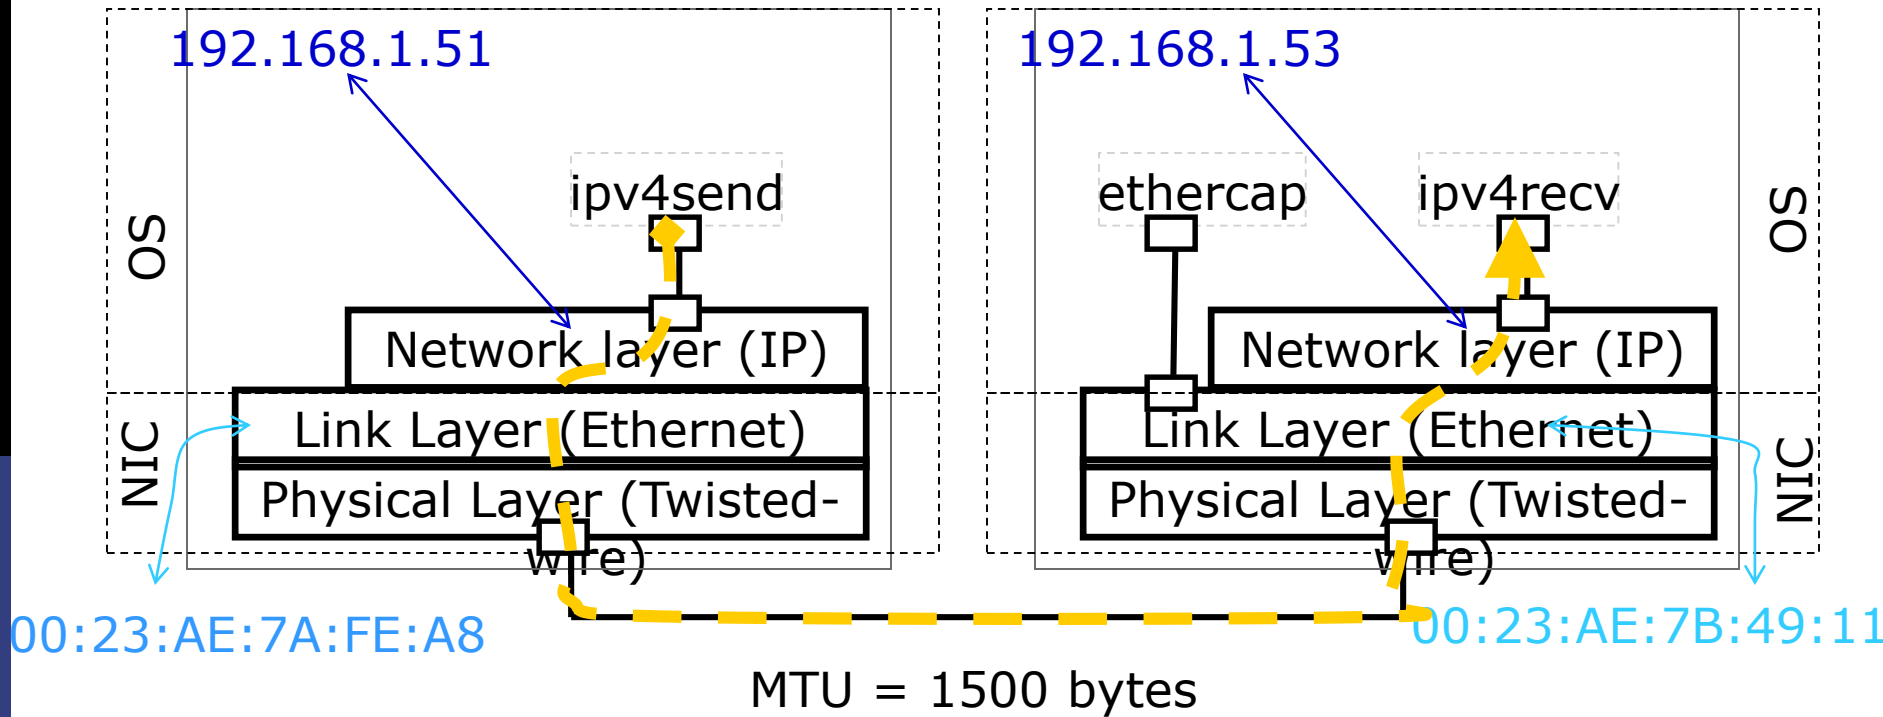 192.168.1.51
192.168.1.53
ipv4send
ethercap
ipv4recv
OS
OS
Network layer (IP)
Network layer (IP)
Link Layer (Ethernet)
Link Layer (Ethernet)
NIC
NIC
Physical Layer (Twisted-
wire)
Physical Layer (Twisted-
wire)
00:23:AE:7A:FE:A8
00:23:AE:7B:49:11
MTU = 1500 bytes